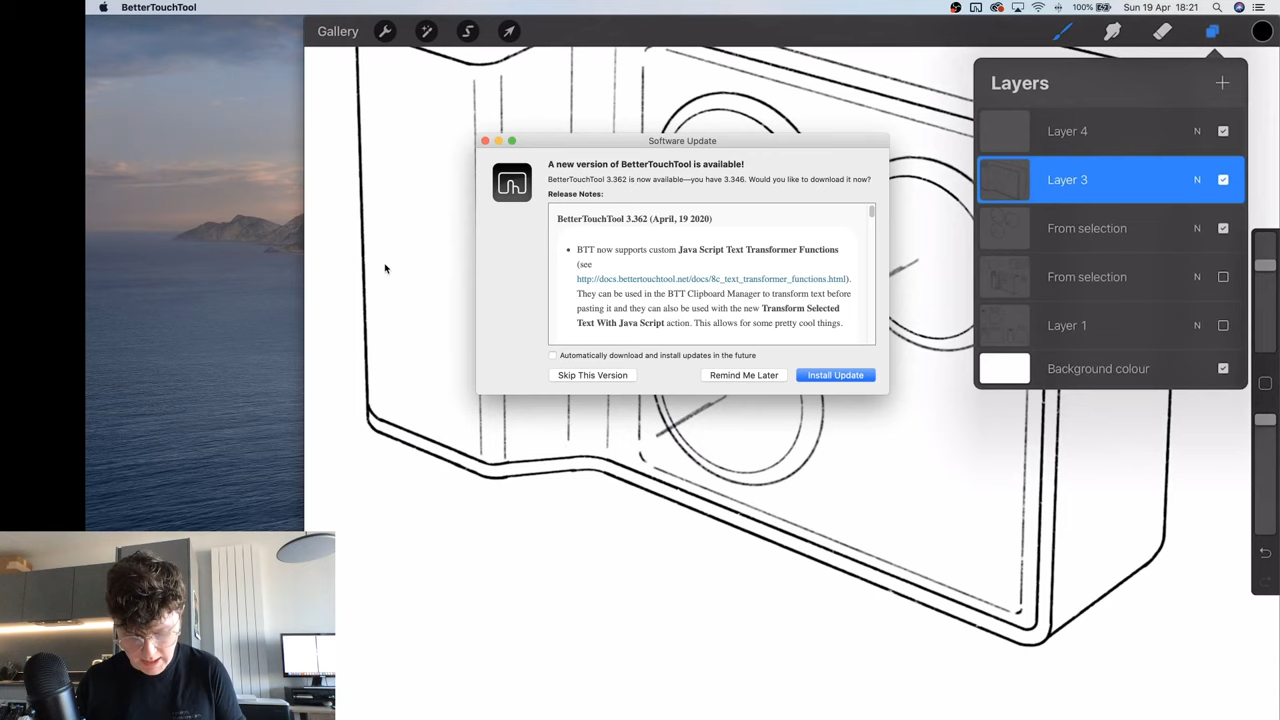 BetterTouchTool
100%
Sun 19 Apr 18:21
Gallery
Layers
Layer 4 N
Layer 3 N
From selection N
From selection N
Layer 1 N
Background colour
Software Update
A new version of BetterTouchTool is available!
BetterTouchTool 3.362 is now available—you have 3.346. Would you like to download it now?
Release Notes:
BetterTouchTool 3.362 (April, 19 2020)
• BTT now supports custom Java Script Text Transformer Functions
(see
http://docs.bettertouchtool.net/docs/8c_text_transformer_functions.html).
They can be used in the BTT Clipboard Manager to transform text before
pasting it and they can also be used with the new Transform Selected
Text With Java Script action. This allows for some pretty cool things.
Automatically download and install updates in the future
Skip This Version
Remind Me Later
Install Update